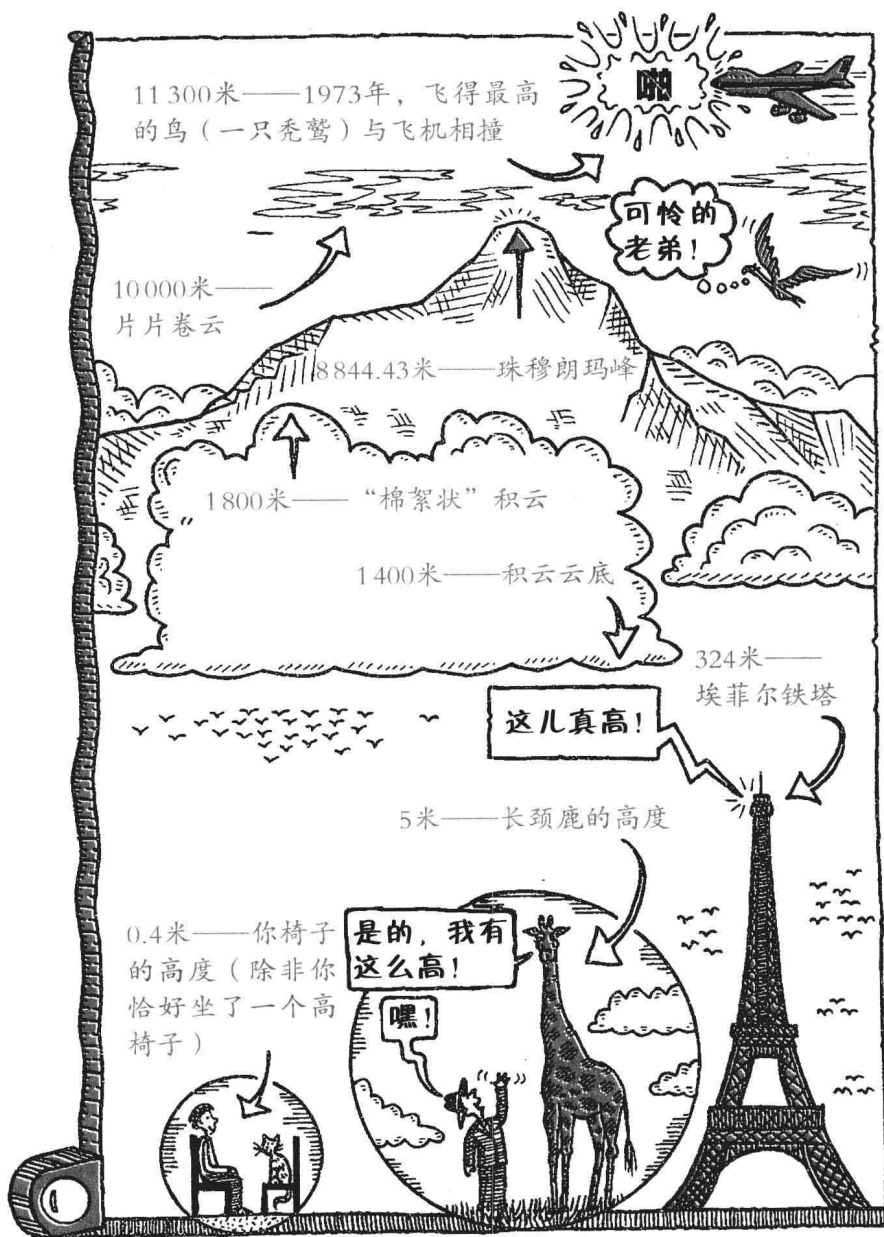 11 300米——1973年，飞得最高
的鸟（一只秃鹫）与飞机相撞
啪
可怜的
老弟！
10 000米——
片片卷云
8 844.43米——珠穆朗玛峰
1 800米——“棉絮状”积云
1 400米——积云云底
324米——
埃菲尔铁塔
这儿真高！
5米——长颈鹿的高度
0.4米——你椅子
的高度（除非你
恰好坐了一个高
椅子）
是的，我有
这么高！
嘿！